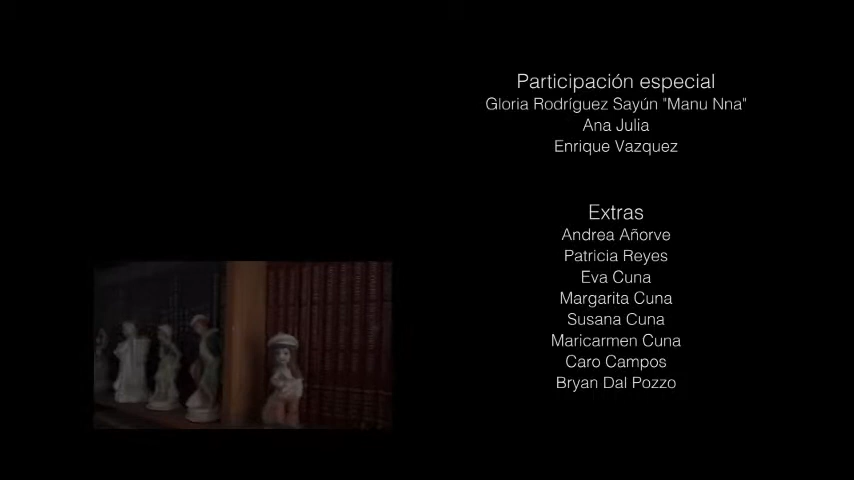 Participación especial
Gloria Rodríguez Sayún "Manu Nna"
Ana Julia
Enrique Vazquez
Extras
Andrea Añorve
Patricia Reyes
Eva Cuna
Margarita Cuna
Susana Cuna
Maricarmen Cuna
Caro Campos
Bryan Dal Pozzo